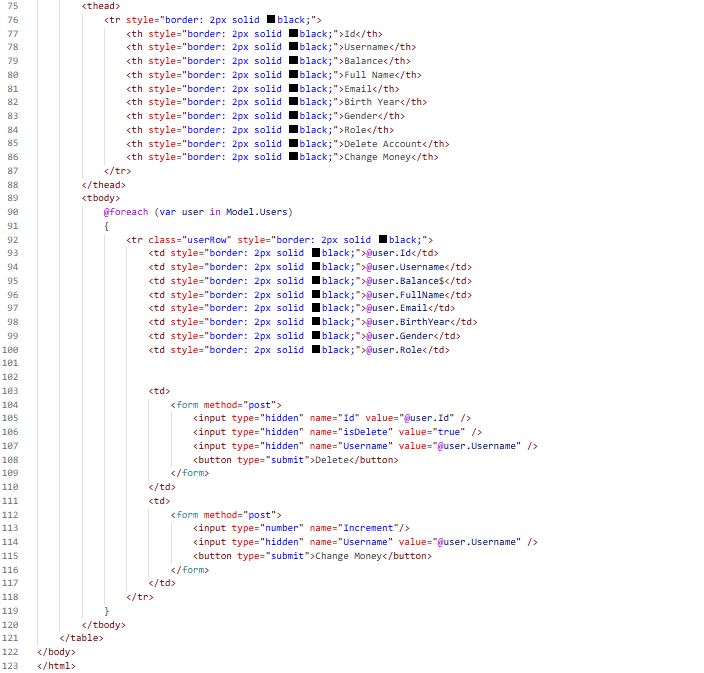 75 <thead>
76 <tr style="border: 2px solid black;">
77 <th style="border: 2px solid black;">Id</th>
78 <th style="border: 2px solid black;">Username</th>
79 <th style="border: 2px solid black;">Balance</th>
80 <th style="border: 2px solid black;">Full Name</th>
81 <th style="border: 2px solid black;">Email</th>
82 <th style="border: 2px solid black;">Birth Year</th>
83 <th style="border: 2px solid black;">Gender</th>
84 <th style="border: 2px solid black;">Role</th>
85 <th style="border: 2px solid black;">Delete Account</th>
86 <th style="border: 2px solid black;">Change Money</th>
87 </tr>
88 </thead>
89 <tbody>
90 @foreach (var user in Model.Users)
91 {
92 <tr class="userRow" style="border: 2px solid black;">
93 <td style="border: 2px solid black;">@user.Id</td>
94 <td style="border: 2px solid black;">@user.Username</td>
95 <td style="border: 2px solid black;">@user.Balance$</td>
96 <td style="border: 2px solid black;">@user.FullName</td>
97 <td style="border: 2px solid black;">@user.Email</td>
98 <td style="border: 2px solid black;">@user.BirthYear</td>
99 <td style="border: 2px solid black;">@user.Gender</td>
100 <td style="border: 2px solid black;">@user.Role</td>
101
102
103 <td>
104 <form method="post">
105 <input type="hidden" name="Id" value="@user.Id" />
106 <input type="hidden" name="isDelete" value="true" />
107 <input type="hidden" name="Username" value="@user.Username" />
108 <button type="submit">Delete</button>
109 </form>
110 </td>
111 <td>
112 <form method="post">
113 <input type="number" name="Increment"/>
114 <input type="hidden" name="Username" value="@user.Username" />
115 <button type="submit">Change Money</button>
116 </form>
117 </td>
118 </tr>
119 }
120 </tbody>
121 </table>
122 </body>
123 </html>